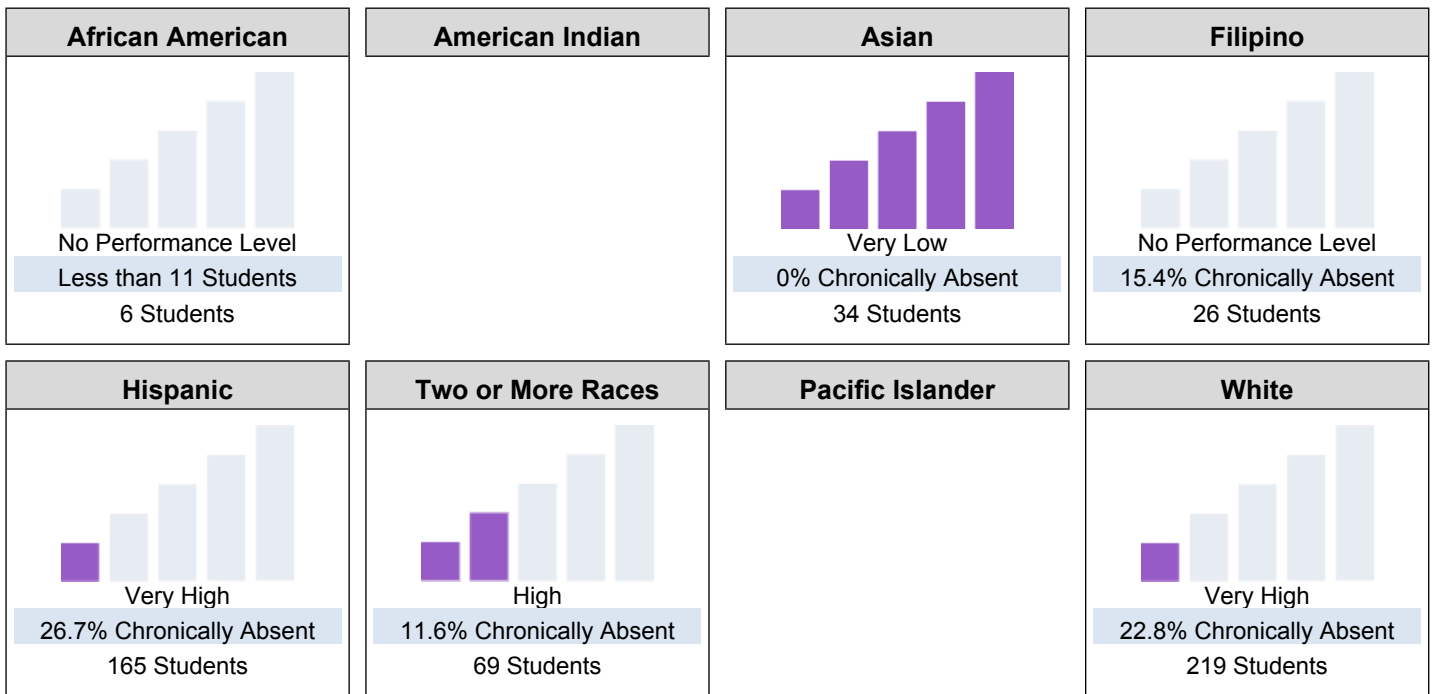 African American
No Performance Level
Less than 11 Students
6 Students
American Indian
Asian
Very Low
0% Chronically Absent
34 Students
Filipino
No Performance Level
15.4% Chronically Absent
26 Students
Hispanic
Very High
26.7% Chronically Absent
165 Students
Two or More Races
High
11.6% Chronically Absent
69 Students
Pacific Islander
White
Very High
22.8% Chronically Absent
219 Students